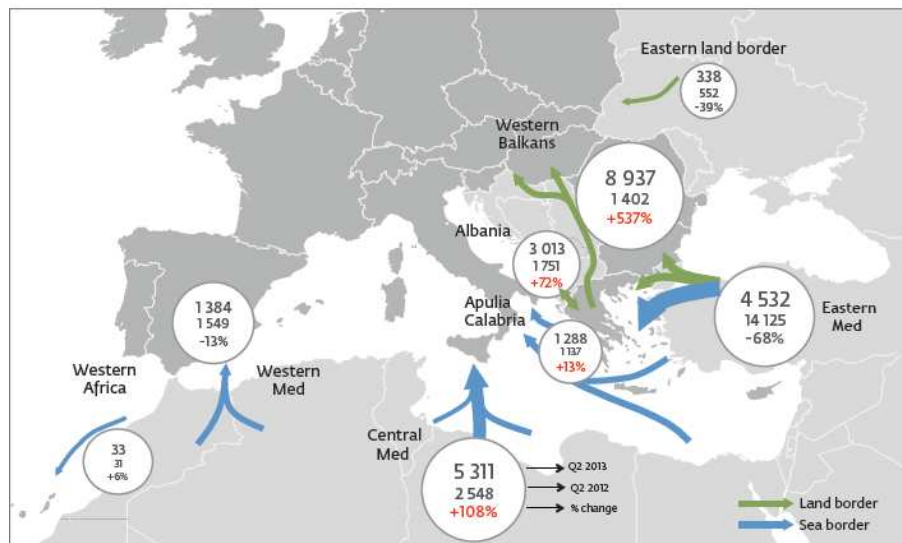 Eastern land border
338
552
-39%
Western
Balkans
8 937
1 402
+537%
Albania
3 013
1 751
+72%
Apulia
Calabria
1 288
1 137
+13%
4 532
14 125
-68%
Eastern
Med
1 384
1 549
-13%
Western
Africa
Western
Med
33
31
+6%
Central
Med
5 311
2 548
+108%
Q2 2013
Q2 2012
% change
Land border
Sea border